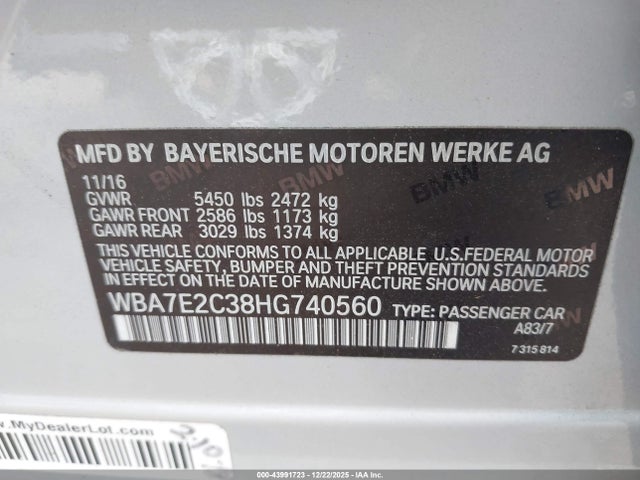 BMW
MFD BY BAYERISCHE MOTOREN WERKE AG
11/16
GVWR 5450 lbs 2472 kg
GAWR FRONT 2586 lbs 1173 kg
GAWR REAR 3029 lbs 1374 kg
THIS VEHICLE CONFORMS TO ALL APPLICABLE U.S.FEDERAL MOTOR
VEHICLE SAFETY, BUMPER AND THEFT PREVENTION STANDARDS
IN EFFECT ON THE DATE OF MANUFACTURE SHOWN ABOVE.
WBA7E2C38HG740560 TYPE: PASSENGER CAR
A83/7
7 315 814
www.MyDealerLot.com
000-43991723 - 12/22/2025 - IAA Inc.